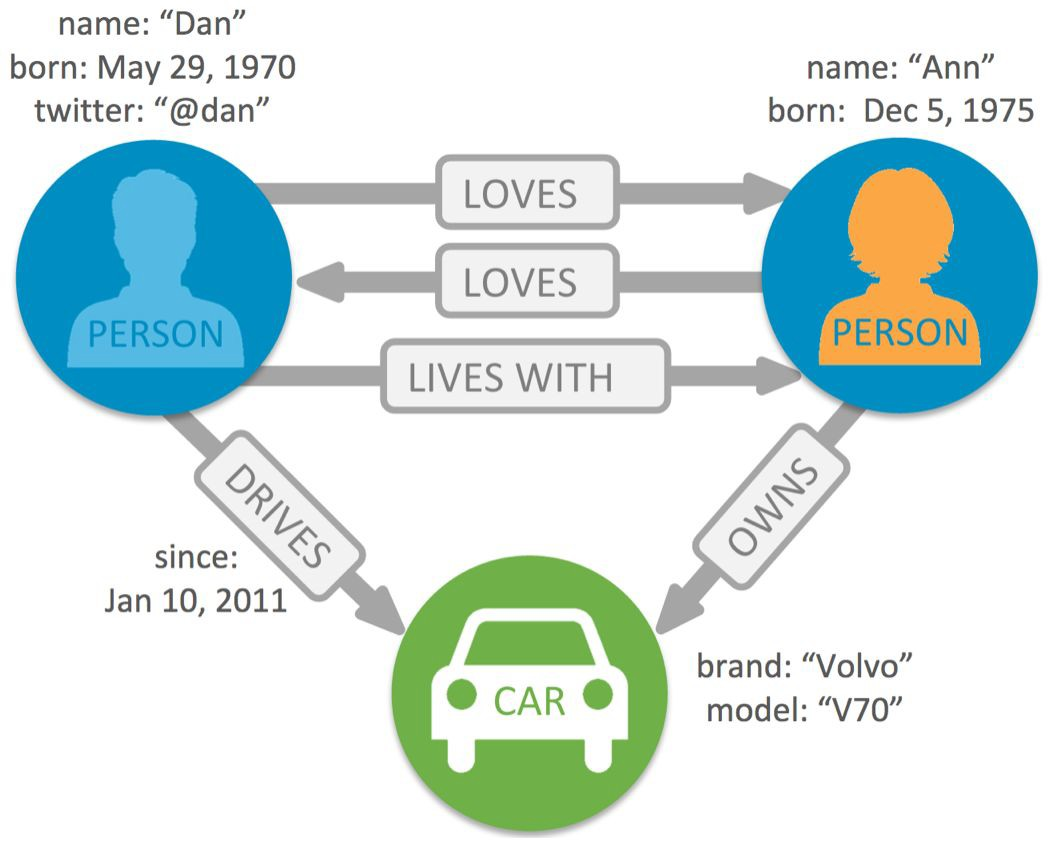 name: “Dan”
born: May 29, 1970
twitter: “@dan”
name: “Ann”
born:  Dec 5, 1975
LOVES
LOVES
PERSON
PERSON
LIVES WITH
DRIVES
OWNS
since:
Jan 10, 2011
brand: “Volvo”
model: “V70”
CAR